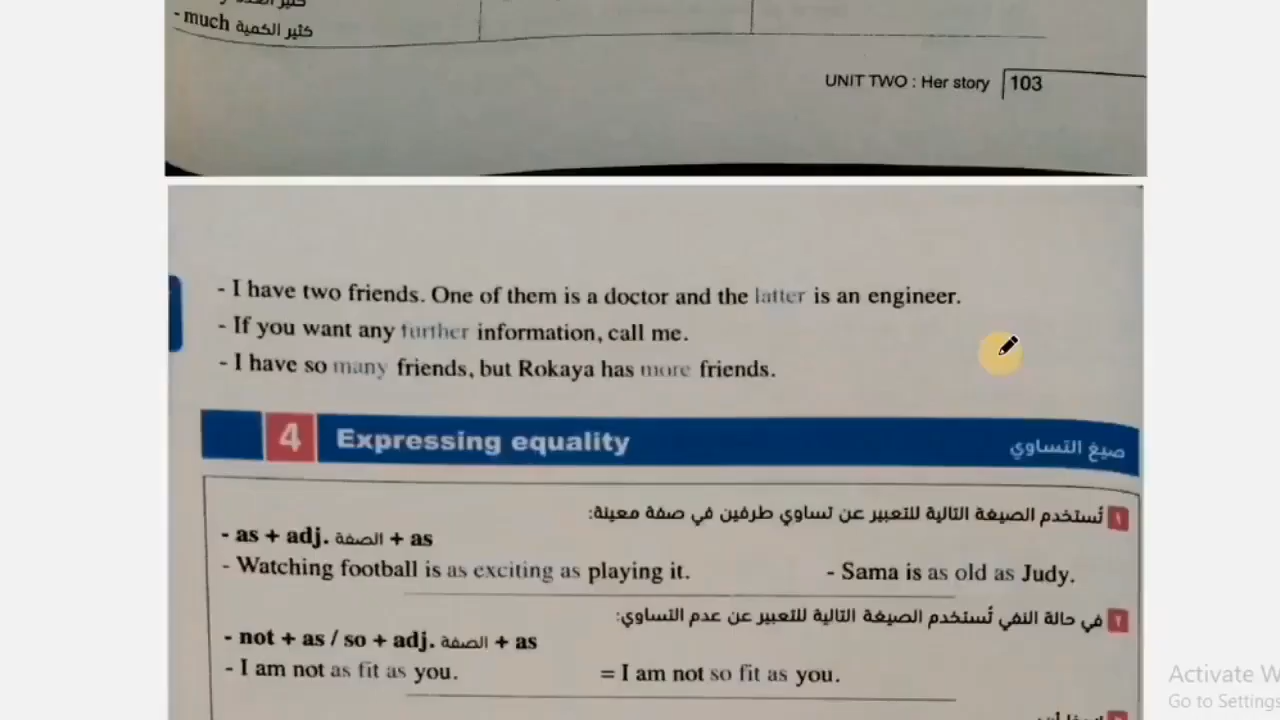 - much كثير الكمية
UNIT TWO : Her story 103
- I have two friends. One of them is a doctor and the latter is an engineer.
- If you want any further information, call me.
- I have so many friends, but Rokaya has more friends.
4 Expressing equality صيغ التساوي
١ تُستخدم الصيغة التالية للتعبير عن تساوي طرفين في صفة معينة:
- as + adj. الصفة + as
- Watching football is as exciting as playing it. - Sama is as old as Judy.
٢ في حالة النفي تُستخدم الصيغة التالية للتعبير عن عدم التساوي:
- not + as / so + adj. الصفة + as
- I am not as fit as you. = I am not so fit as you.
Activate W
Go to Settings